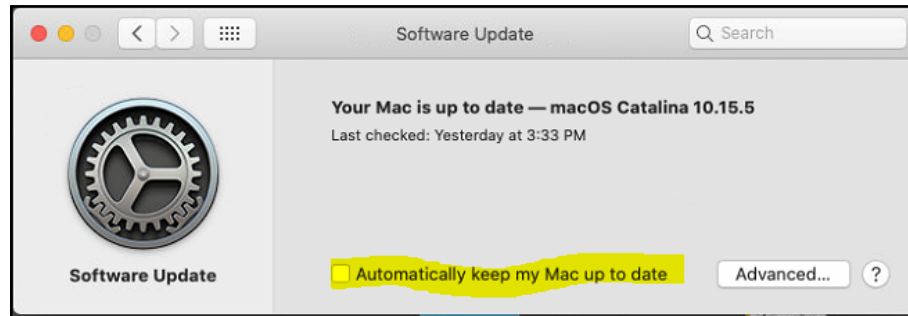 Software Update
Search
Your Mac is up to date — macOS Catalina 10.15.5
Last checked: Yesterday at 3:33 PM
Software Update
Automatically keep my Mac up to date
Advanced...
?